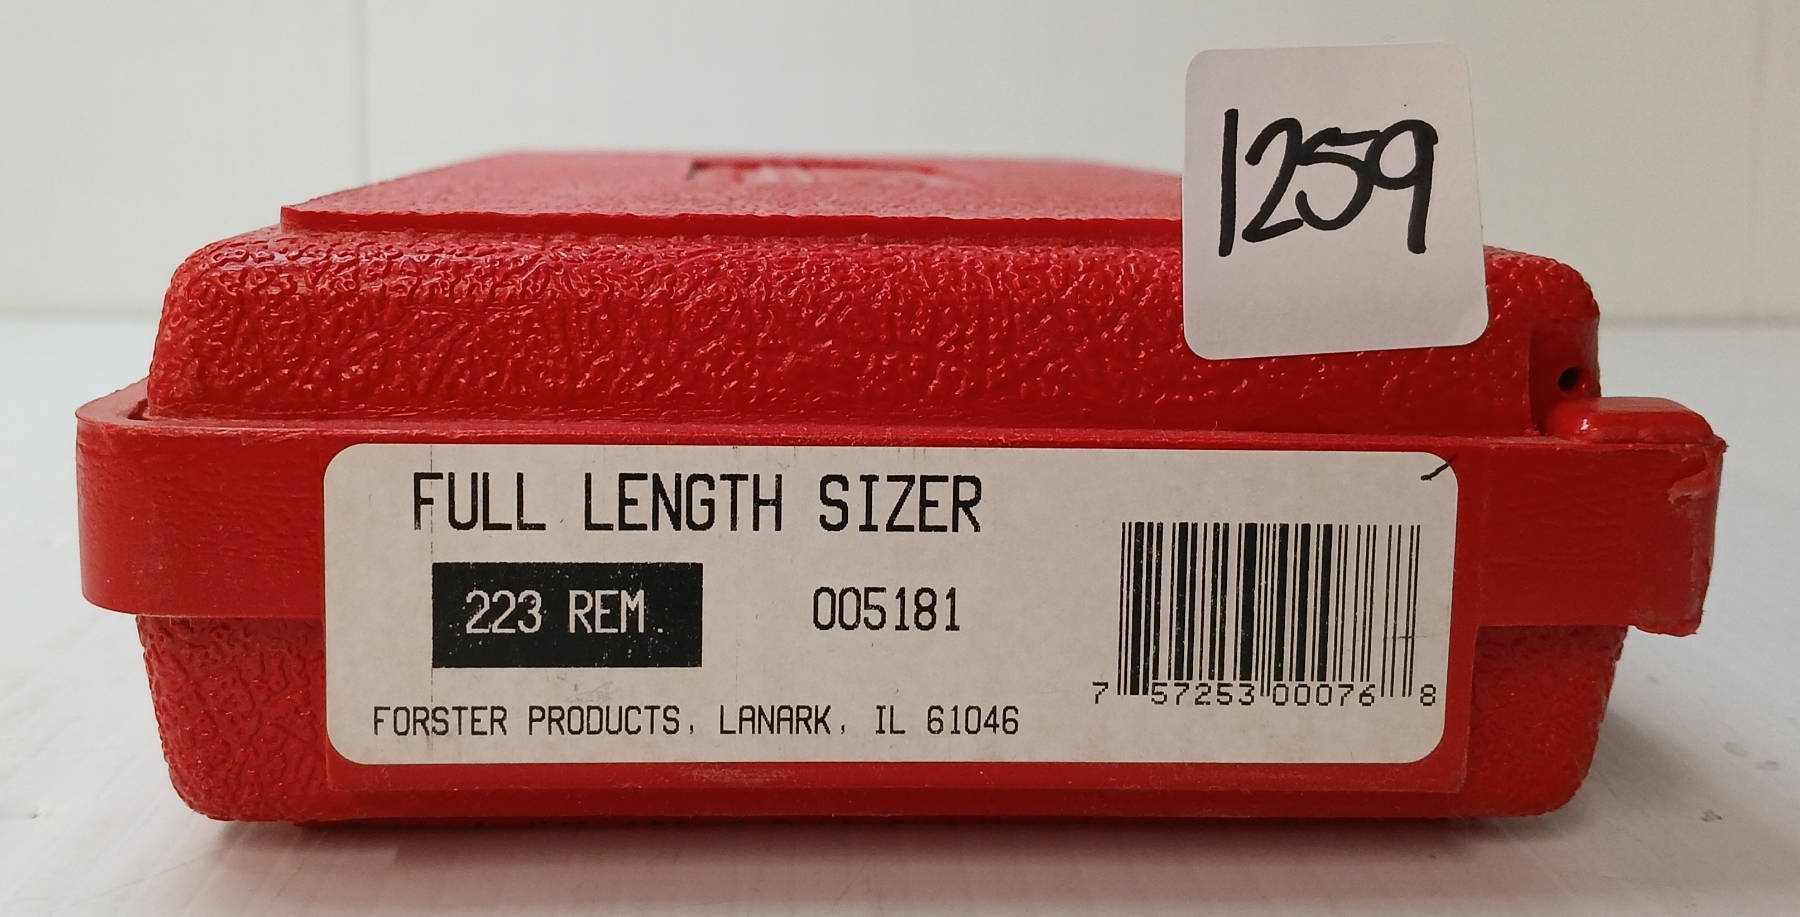 1259
FULL LENGTH SIZER
223 REM. 005181
7 57253 00076 8
FORSTER PRODUCTS, LANARK, IL 61046